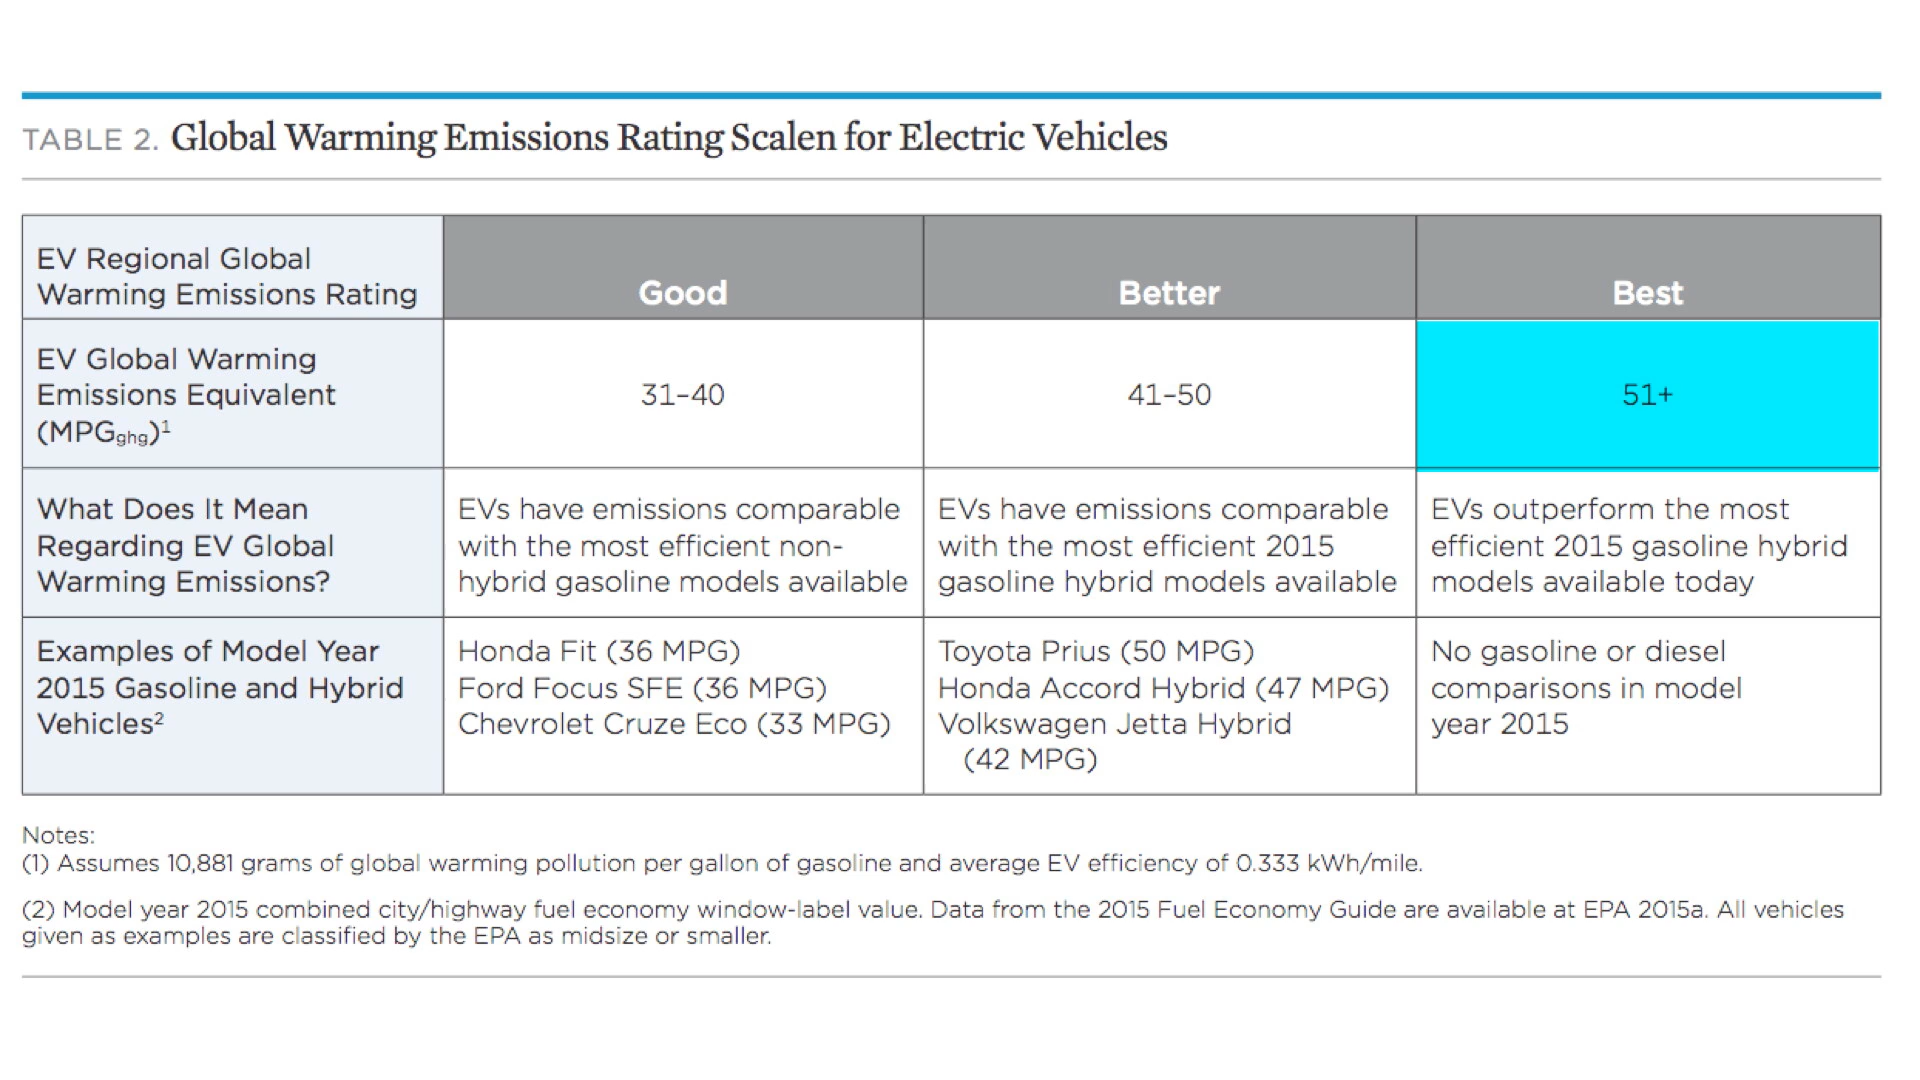 TABLE 2. Global Warming Emissions Rating Scalen for Electric Vehicles
EV Regional Global
Warming Emissions Rating
Good
Better
Best
EV Global Warming
Emissions Equivalent
(MPGghg)1
31–40
41–50
51+
What Does It Mean
Regarding EV Global
Warming Emissions?
EVs have emissions comparable
with the most efficient non-
hybrid gasoline models available
EVs have emissions comparable
with the most efficient 2015
gasoline hybrid models available
EVs outperform the most
efficient 2015 gasoline hybrid
models available today
Examples of Model Year
2015 Gasoline and Hybrid
Vehicles2
Honda Fit (36 MPG)
Ford Focus SFE (36 MPG)
Chevrolet Cruze Eco (33 MPG)
Toyota Prius (50 MPG)
Honda Accord Hybrid (47 MPG)
Volkswagen Jetta Hybrid
(42 MPG)
No gasoline or diesel
comparisons in model
year 2015
Notes:
(1) Assumes 10,881 grams of global warming pollution per gallon of gasoline and average EV efficiency of 0.333 kWh/mile.
(2) Model year 2015 combined city/highway fuel economy window-label value. Data from the 2015 Fuel Economy Guide are available at EPA 2015a. All vehicles
given as examples are classified by the EPA as midsize or smaller.